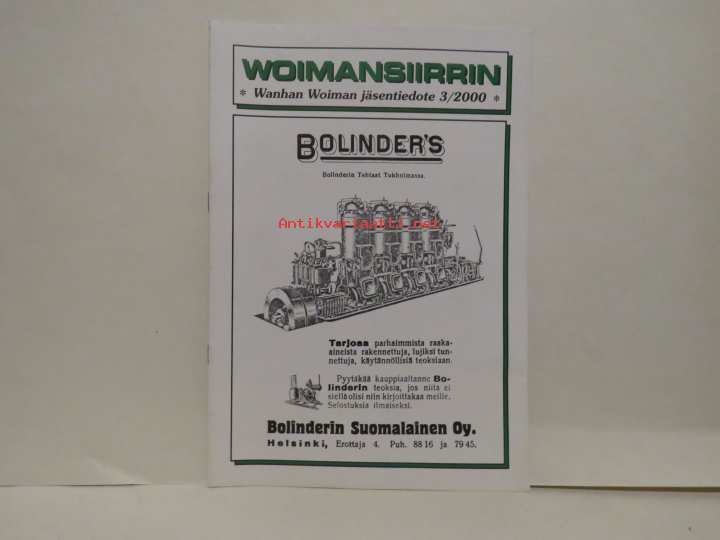 WOIMANSIIRRIN
* Wanhan Woiman jäsentiedote 3/2000 *
BOLINDER'S
Bolinderin Tehtaat Tukholmassa.
Antikvariaatti.net
Tarjoaa parhaimmista raaka-
aineista rakennettuja, lujiksi tun-
nettuja, käytännöllisiä teoksiaan.
Pyytäkää kauppiaaltanne Bo-
linderin teoksia, jos niitä ei
siellä olisi niin kirjoittakaa meille.
Selostuksia ilmaiseksi.
Bolinderin Suomalainen Oy.
Helsinki, Erottaja 4. Puh. 88 16 ja 79 45.